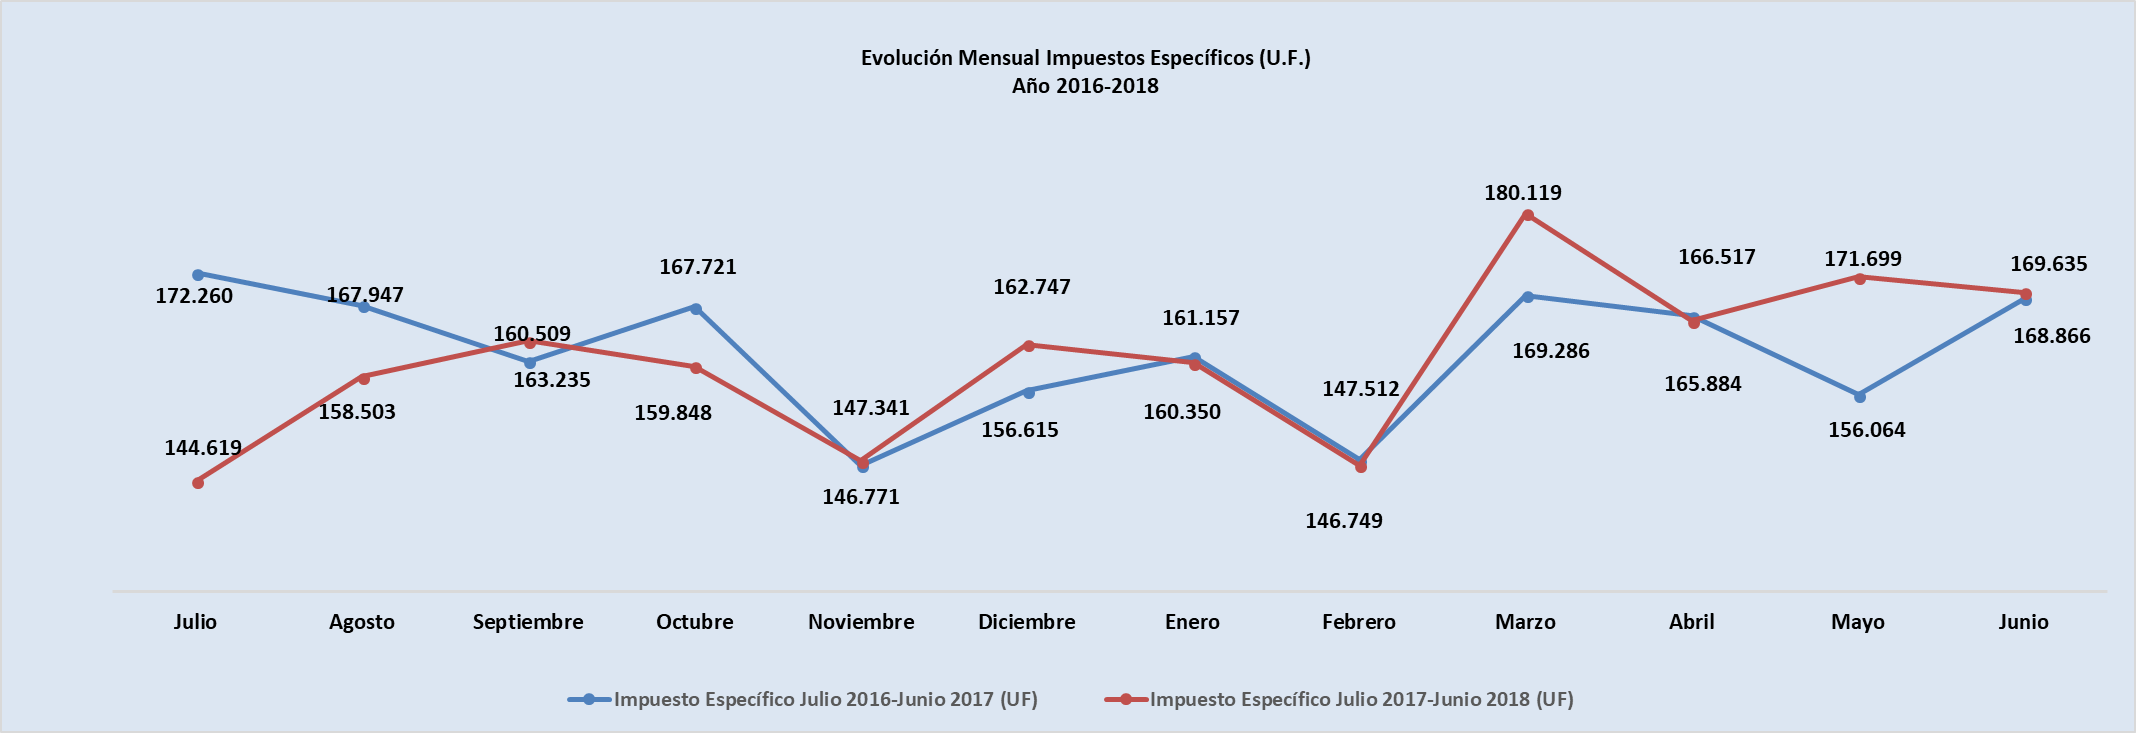 Evolución Mensual Impuestos Específicos (U.F.)
Año 2016-2018
180.119
172.260
167.947
167.721
160.509
163.235
158.503
159.848
144.619
147.341
146.771
162.747
156.615
161.157
160.350
147.512
146.749
169.286
166.517
165.884
171.699
156.064
169.635
168.866
Julio
Agosto
Septiembre
Octubre
Noviembre
Diciembre
Enero
Febrero
Marzo
Abril
Mayo
Junio
Impuesto Específico Julio 2016-Junio 2017 (UF)
Impuesto Específico Julio 2017-Junio 2018 (UF)